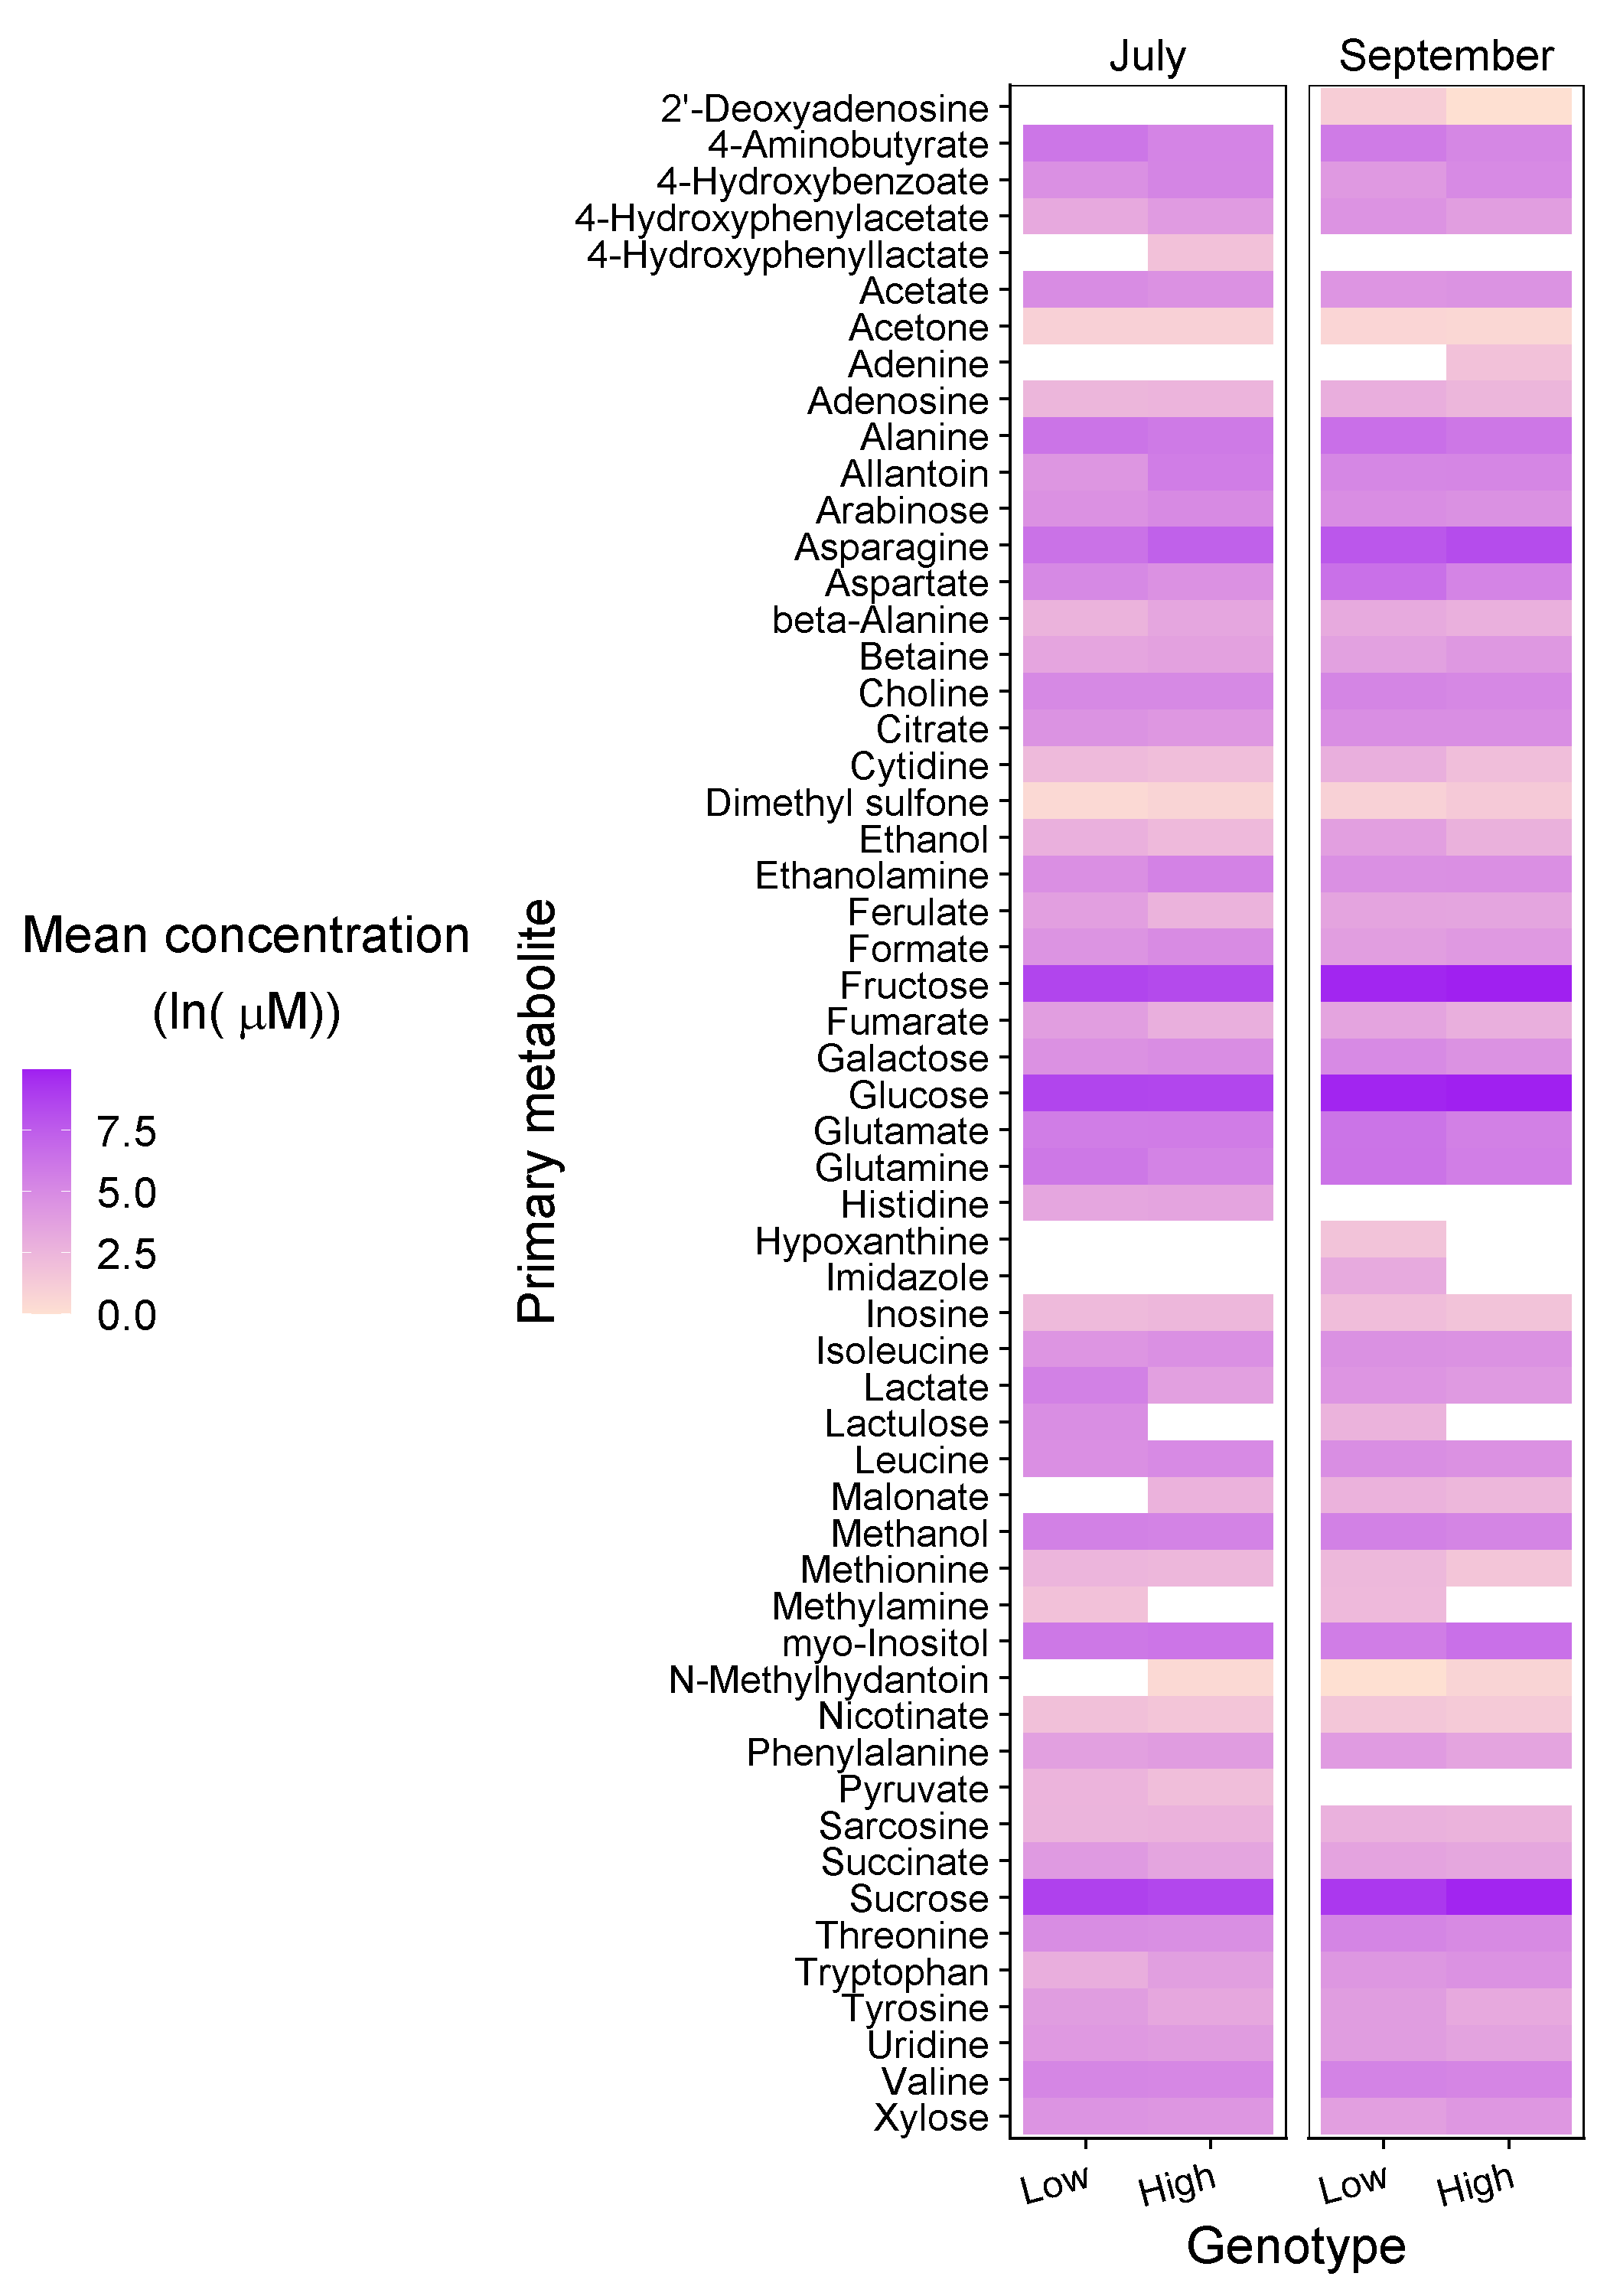 July
September
2'-Deoxyadenosine
4-Aminobutyrate
4-Hydroxybenzoate
4-Hydroxyphenylacetate
4-Hydroxyphenyllactate
Acetate
Acetone
Adenine
Adenosine
Alanine
Allantoin
Arabinose
Asparagine
Aspartate
beta-Alanine
Betaine
Choline
Citrate
Cytidine
Dimethyl sulfone
Ethanol
Ethanolamine
Ferulate
Formate
Fructose
Fumarate
Galactose
Glucose
Glutamate
Glutamine
Histidine
Hypoxanthine
Imidazole
Inosine
Isoleucine
Lactate
Lactulose
Leucine
Malonate
Methanol
Methionine
Methylamine
myo-Inositol
N-Methylhydantoin
Nicotinate
Phenylalanine
Pyruvate
Sarcosine
Succinate
Sucrose
Threonine
Tryptophan
Tyrosine
Uridine
Valine
Xylose
Primary metabolite
Mean concentration
(ln( μM))
7.5
5.0
2.5
0.0
Low
High
Low
High
Genotype